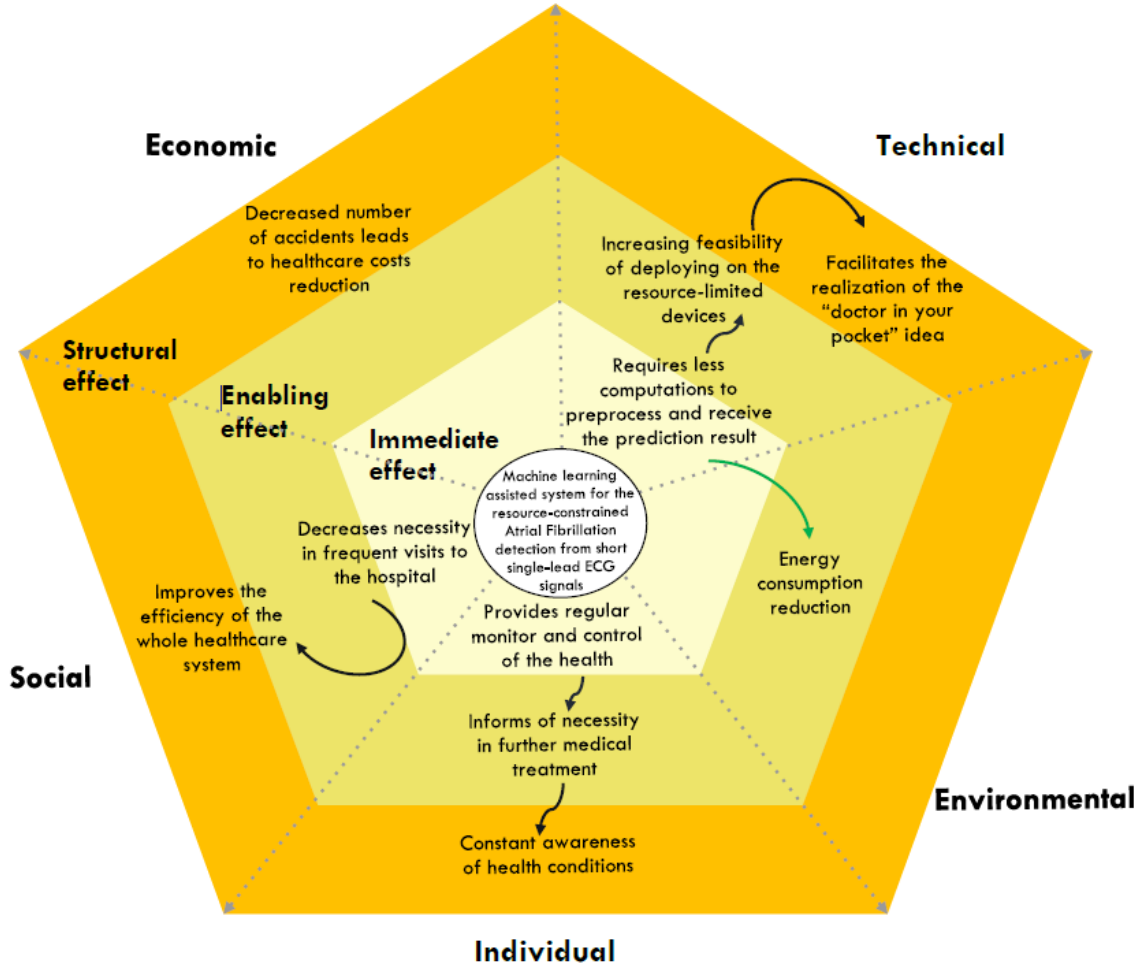 Economic
Technical
Decreased number
of accidents leads
to healthcare costs
reduction
Increasing feasibility
of deploying on the
resource-limited
devices
Facilitates the
realization of the
“doctor in your
pocket” idea
Structural
effect
Enabling
effect
Immediate
effect
Requires less
computations to
preprocess and receive
the prediction result
Machine learning
assisted system for the
resource-constrained
Atrial Fibrillation
detection from short
single-lead ECG
signals
Decreases necessity
in frequent visits to
the hospital
Energy
consumption
reduction
Improves the
efficiency of the
whole healthcare
system
Provides regular
monitor and control
of the health
Social
Informs of necessity
in further medical
treatment
Environmental
Constant awareness
of health conditions
Individual